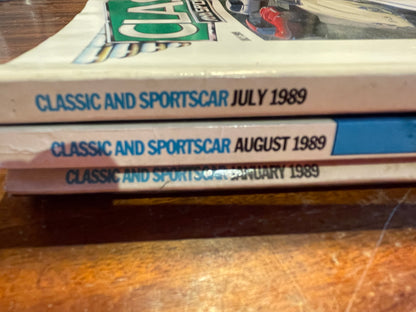 CLASSIC AND SPORTSCAR JULY 1989
CLASSIC AND SPORTSCAR AUGUST 1989
CLASSIC AND SPORTSCAR JANUARY 1989